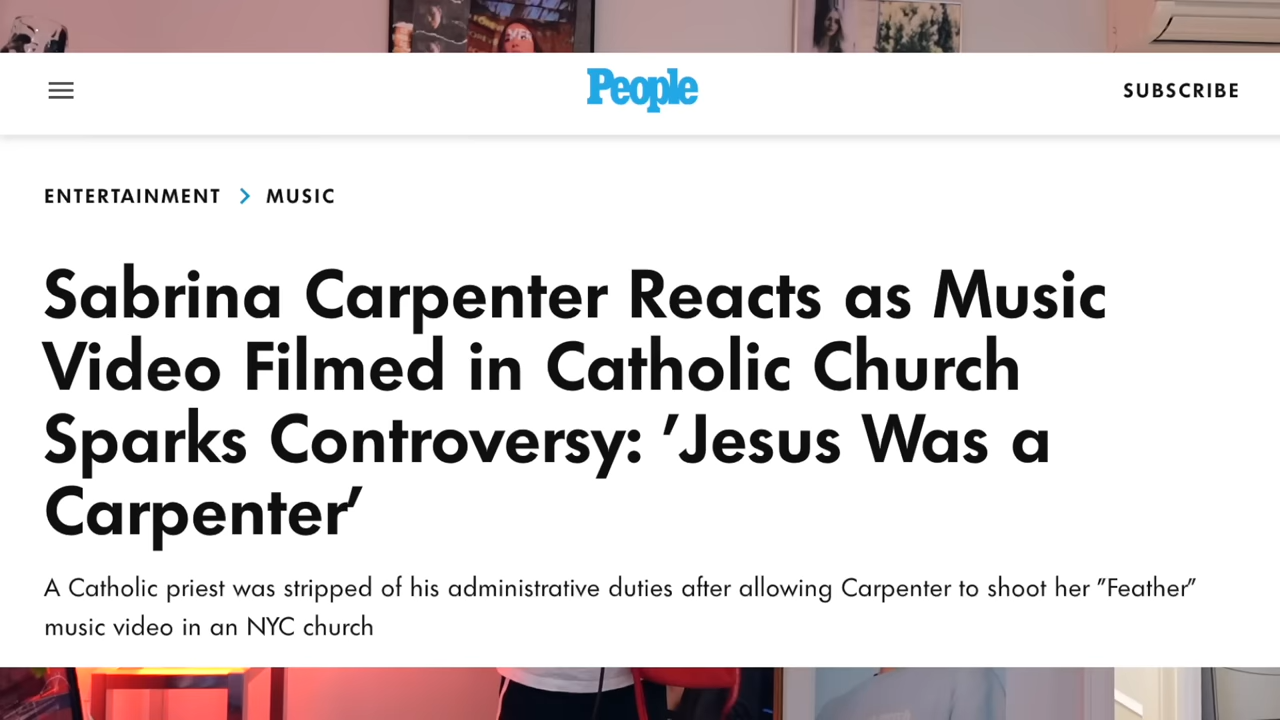 People
SUBSCRIBE
ENTERTAINMENT > MUSIC
Sabrina Carpenter Reacts as Music
Video Filmed in Catholic Church
Sparks Controversy: 'Jesus Was a
Carpenter'
A Catholic priest was stripped of his administrative duties after allowing Carpenter to shoot her "Feather"
music video in an NYC church